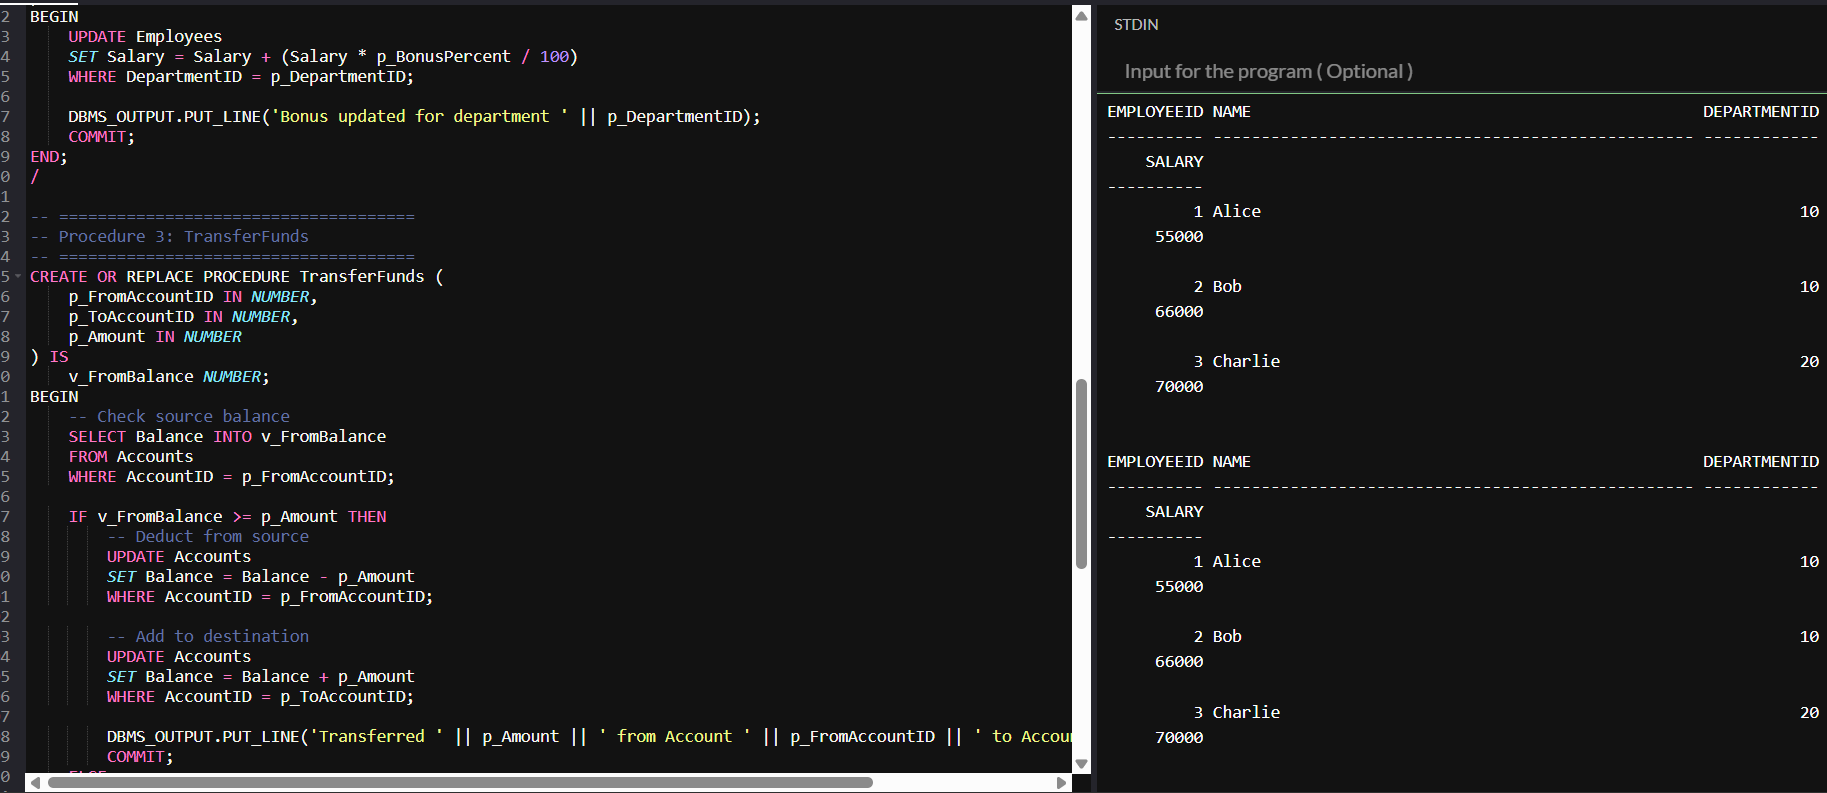 2 BEGIN
3     UPDATE Employees
4     SET Salary = Salary + (Salary * p_BonusPercent / 100)
5     WHERE DepartmentID = p_DepartmentID;
6
7     DBMS_OUTPUT.PUT_LINE('Bonus updated for department ' || p_DepartmentID);
8     COMMIT;
9 END;
0 /
1
2 -- =====================================
3 -- Procedure 3: TransferFunds
4 -- =====================================
5 CREATE OR REPLACE PROCEDURE TransferFunds (
6     p_FromAccountID IN NUMBER,
7     p_ToAccountID IN NUMBER,
8     p_Amount IN NUMBER
9 ) IS
0     v_FromBalance NUMBER;
1 BEGIN
2     -- Check source balance
3     SELECT Balance INTO v_FromBalance
4     FROM Accounts
5     WHERE AccountID = p_FromAccountID;
6
7     IF v_FromBalance >= p_Amount THEN
8         -- Deduct from source
9         UPDATE Accounts
0         SET Balance = Balance - p_Amount
1         WHERE AccountID = p_FromAccountID;
2
3         -- Add to destination
4         UPDATE Accounts
5         SET Balance = Balance + p_Amount
6         WHERE AccountID = p_ToAccountID;
7
8         DBMS_OUTPUT.PUT_LINE('Transferred ' || p_Amount || ' from Account ' || p_FromAccountID || ' to Accou
9         COMMIT;
0     ELSE
STDIN
Input for the program ( Optional )
EMPLOYEEID NAME                                               DEPARTMENTID
---------- -------------------------------------------------- ------------
    SALARY
----------
         1 Alice                                                        10
     55000

         2 Bob                                                          10
     66000

         3 Charlie                                                      20
     70000

EMPLOYEEID NAME                                               DEPARTMENTID
---------- -------------------------------------------------- ------------
    SALARY
----------
         1 Alice                                                        10
     55000

         2 Bob                                                          10
     66000

         3 Charlie                                                      20
     70000